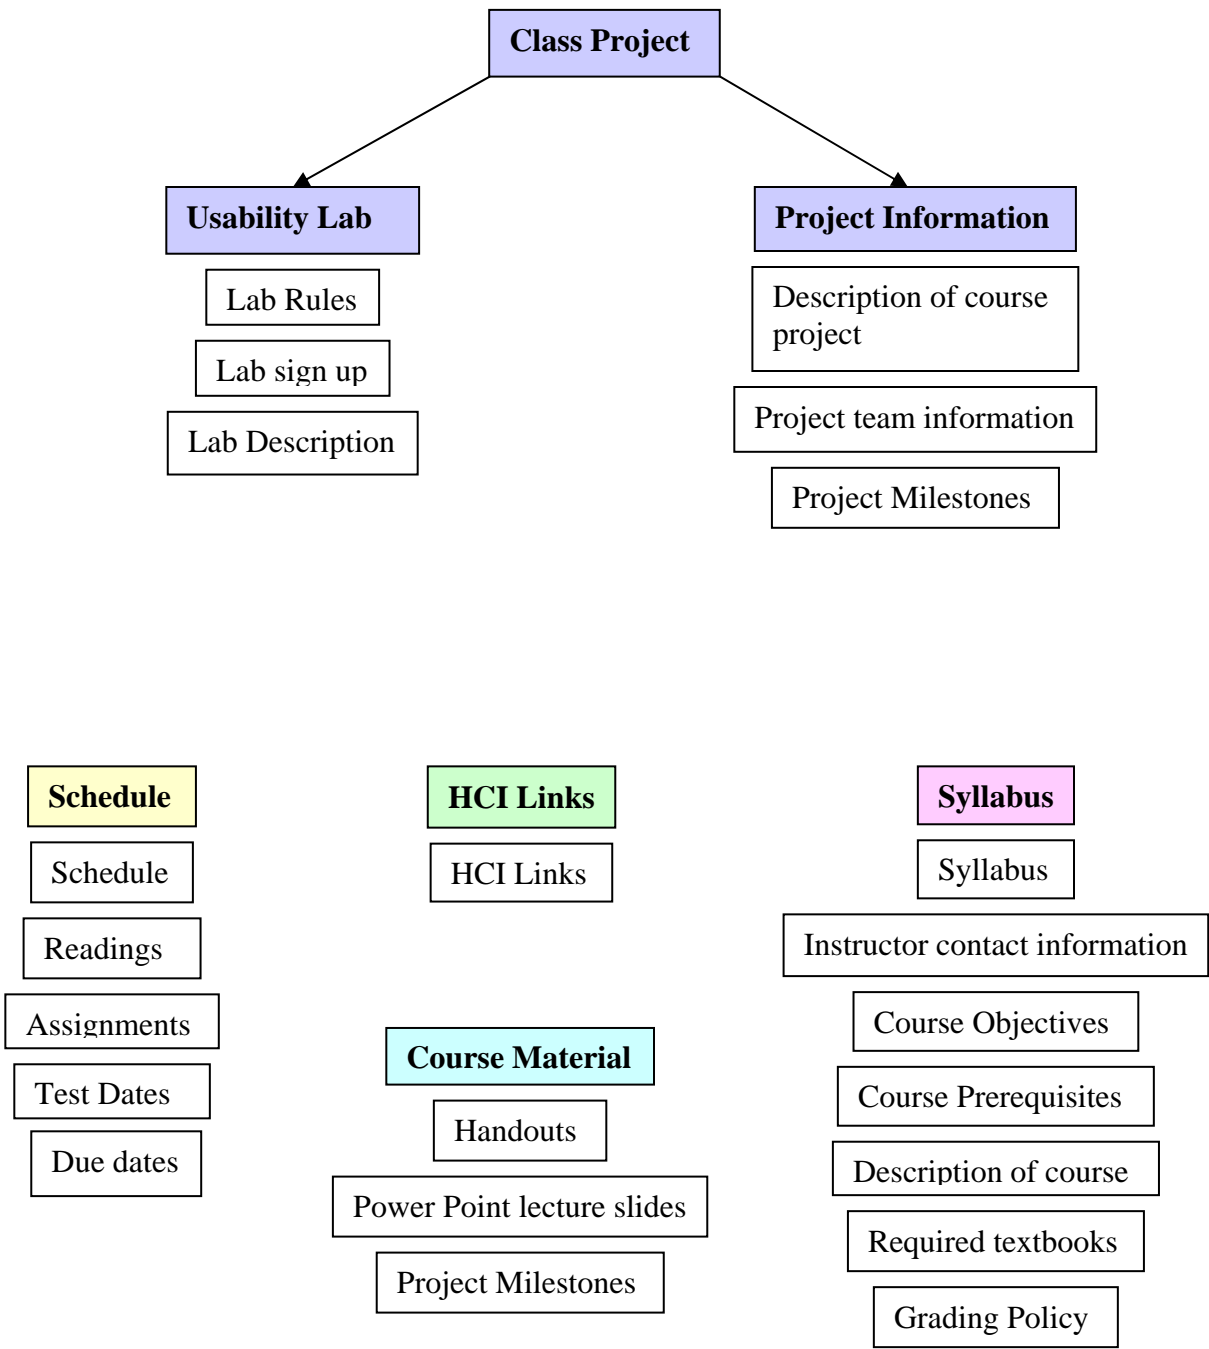 Class Project
Usability Lab
Lab Rules
Lab sign up
Lab Description
Project Information
Description of course
project
Project team information
Project Milestones
Schedule
Schedule
Readings
Assignments
Test Dates
Due dates
HCI Links
HCI Links
Course Material
Handouts
Power Point lecture slides
Project Milestones
Syllabus
Syllabus
Instructor contact information
Course Objectives
Course Prerequisites
Description of course
Required textbooks
Grading Policy